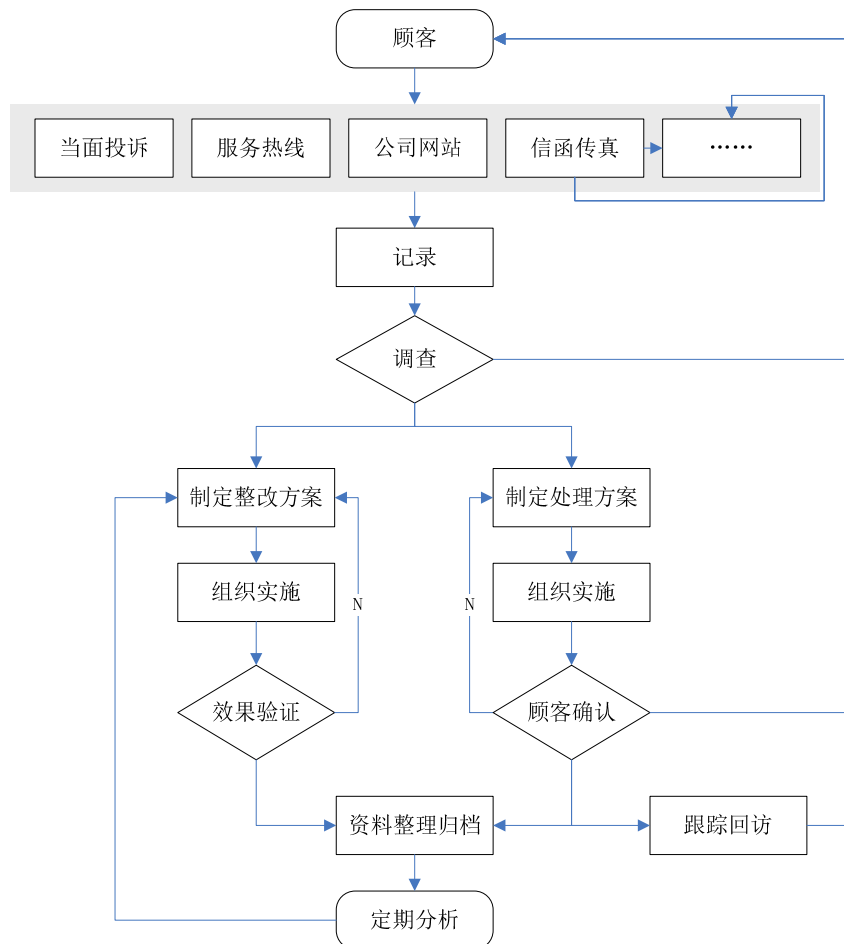 顾客
当面投诉
服务热线
公司网站
信函传真
……
记录
调查
制定整改方案
制定处理方案
组织实施
组织实施
N
N
效果验证
顾客确认
资料整理归档
跟踪回访
定期分析